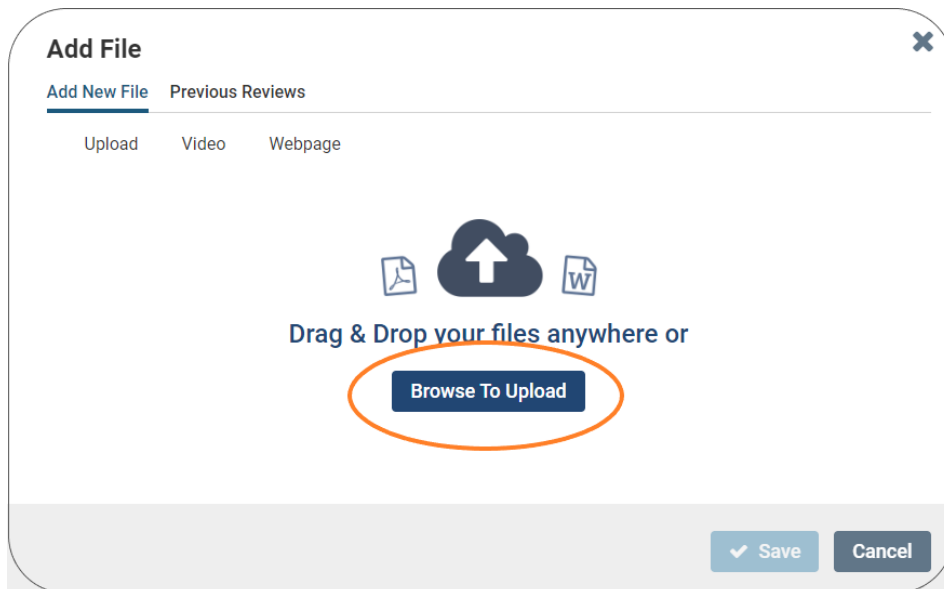 Add File
Add New File Previous Reviews
Upload Video Webpage
W
Drag & Drop your files anywhere or
Browse To Upload
Save Cancel